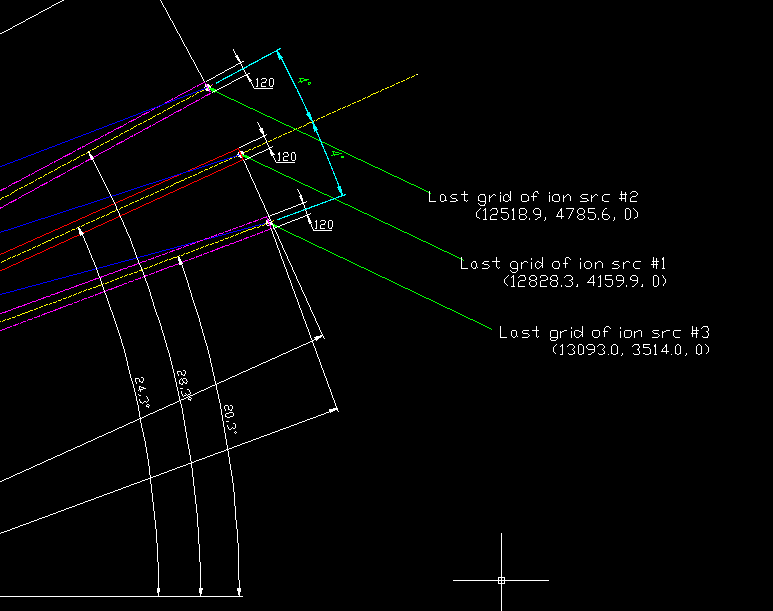 120
120
Last grid of ion src #2
(12518.9, 4785.6, 0)
120
Last grid of ion src #1
(12828.3, 4159.9, 0)
Last grid of ion src #3
(13093.0, 3514.0, 0)
24,3°
28,3°
20,3°